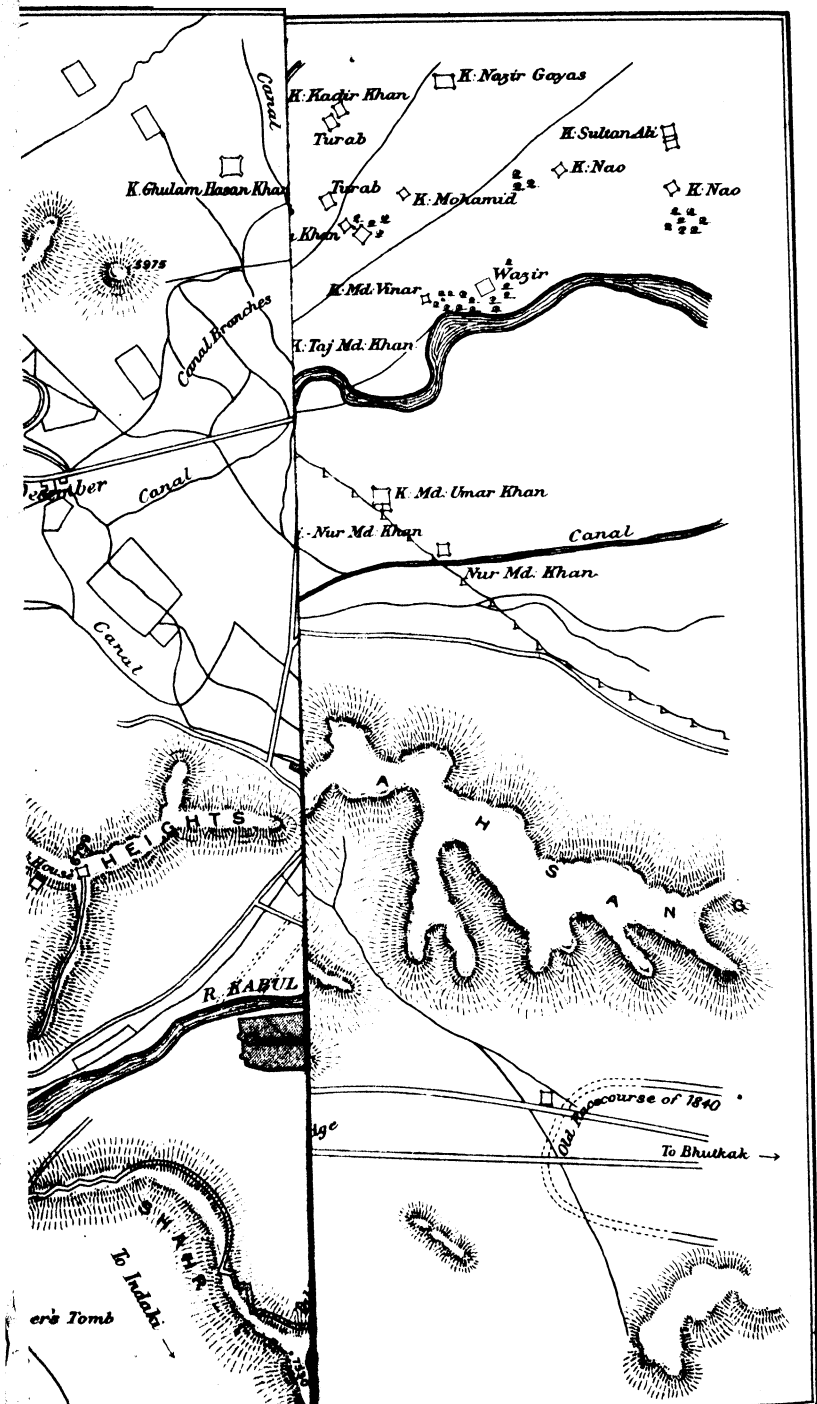 Canal
K: Nazir Gayas
K: Kadir Khan
Turab
K: Sultan Ali
K: Nao
K: Nao
K. Ghulam Hasan Khan
Turab
K: Mohamid
Khan
5975
Wazir
K: Md: Vinar
Canal Branches
K: Taj Md: Khan
December
Canal
K. Md: Umar Khan
i.-Nur Md: Khan
Canal
Nur Md: Khan
Canal
HEIGHTS
House
A H S A N G
R. KABUL
Old Racecourse of 1840
dge
To Bhutkak
To Indaki
er's Tomb